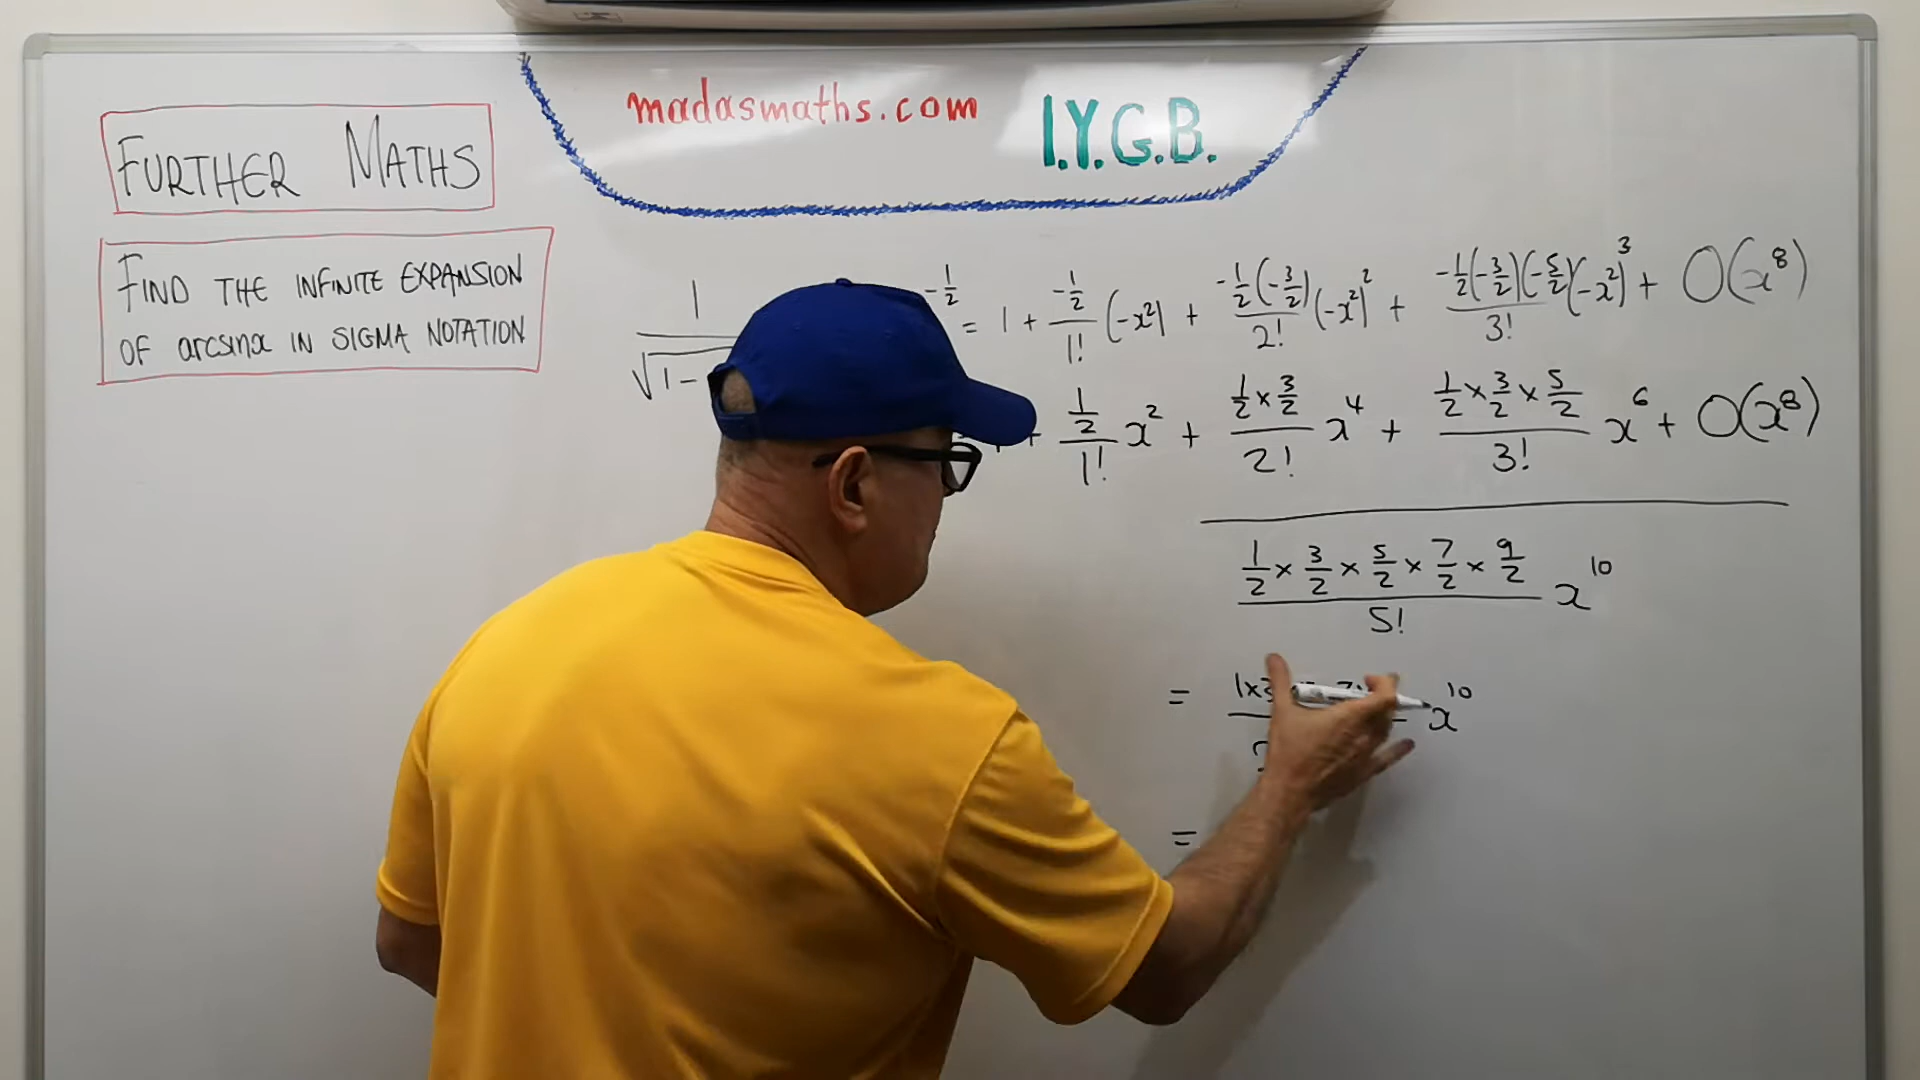 madasmaths.com I.Y.G.B.
FURTHER MATHS
FIND THE INFINITE EXPANSION
OF arcsinx IN SIGMA NOTATION
1/√1- -1/2 = 1 + (-1/2)/1! (-x²) + (-1/2(-3/2))/2! (-x²)² + (-1/2(-3/2)(-5/2))/3! (-x²)³ + O(x⁸)
+ (1/2)/1! x² + (1/2 × 3/2)/2! x⁴ + (1/2 × 3/2 × 5/2)/3! x⁶ + O(x⁸)
(1/2 × 3/2 × 5/2 × 7/2 × 9/2)/5! x¹⁰
= 1× x¹⁰
=